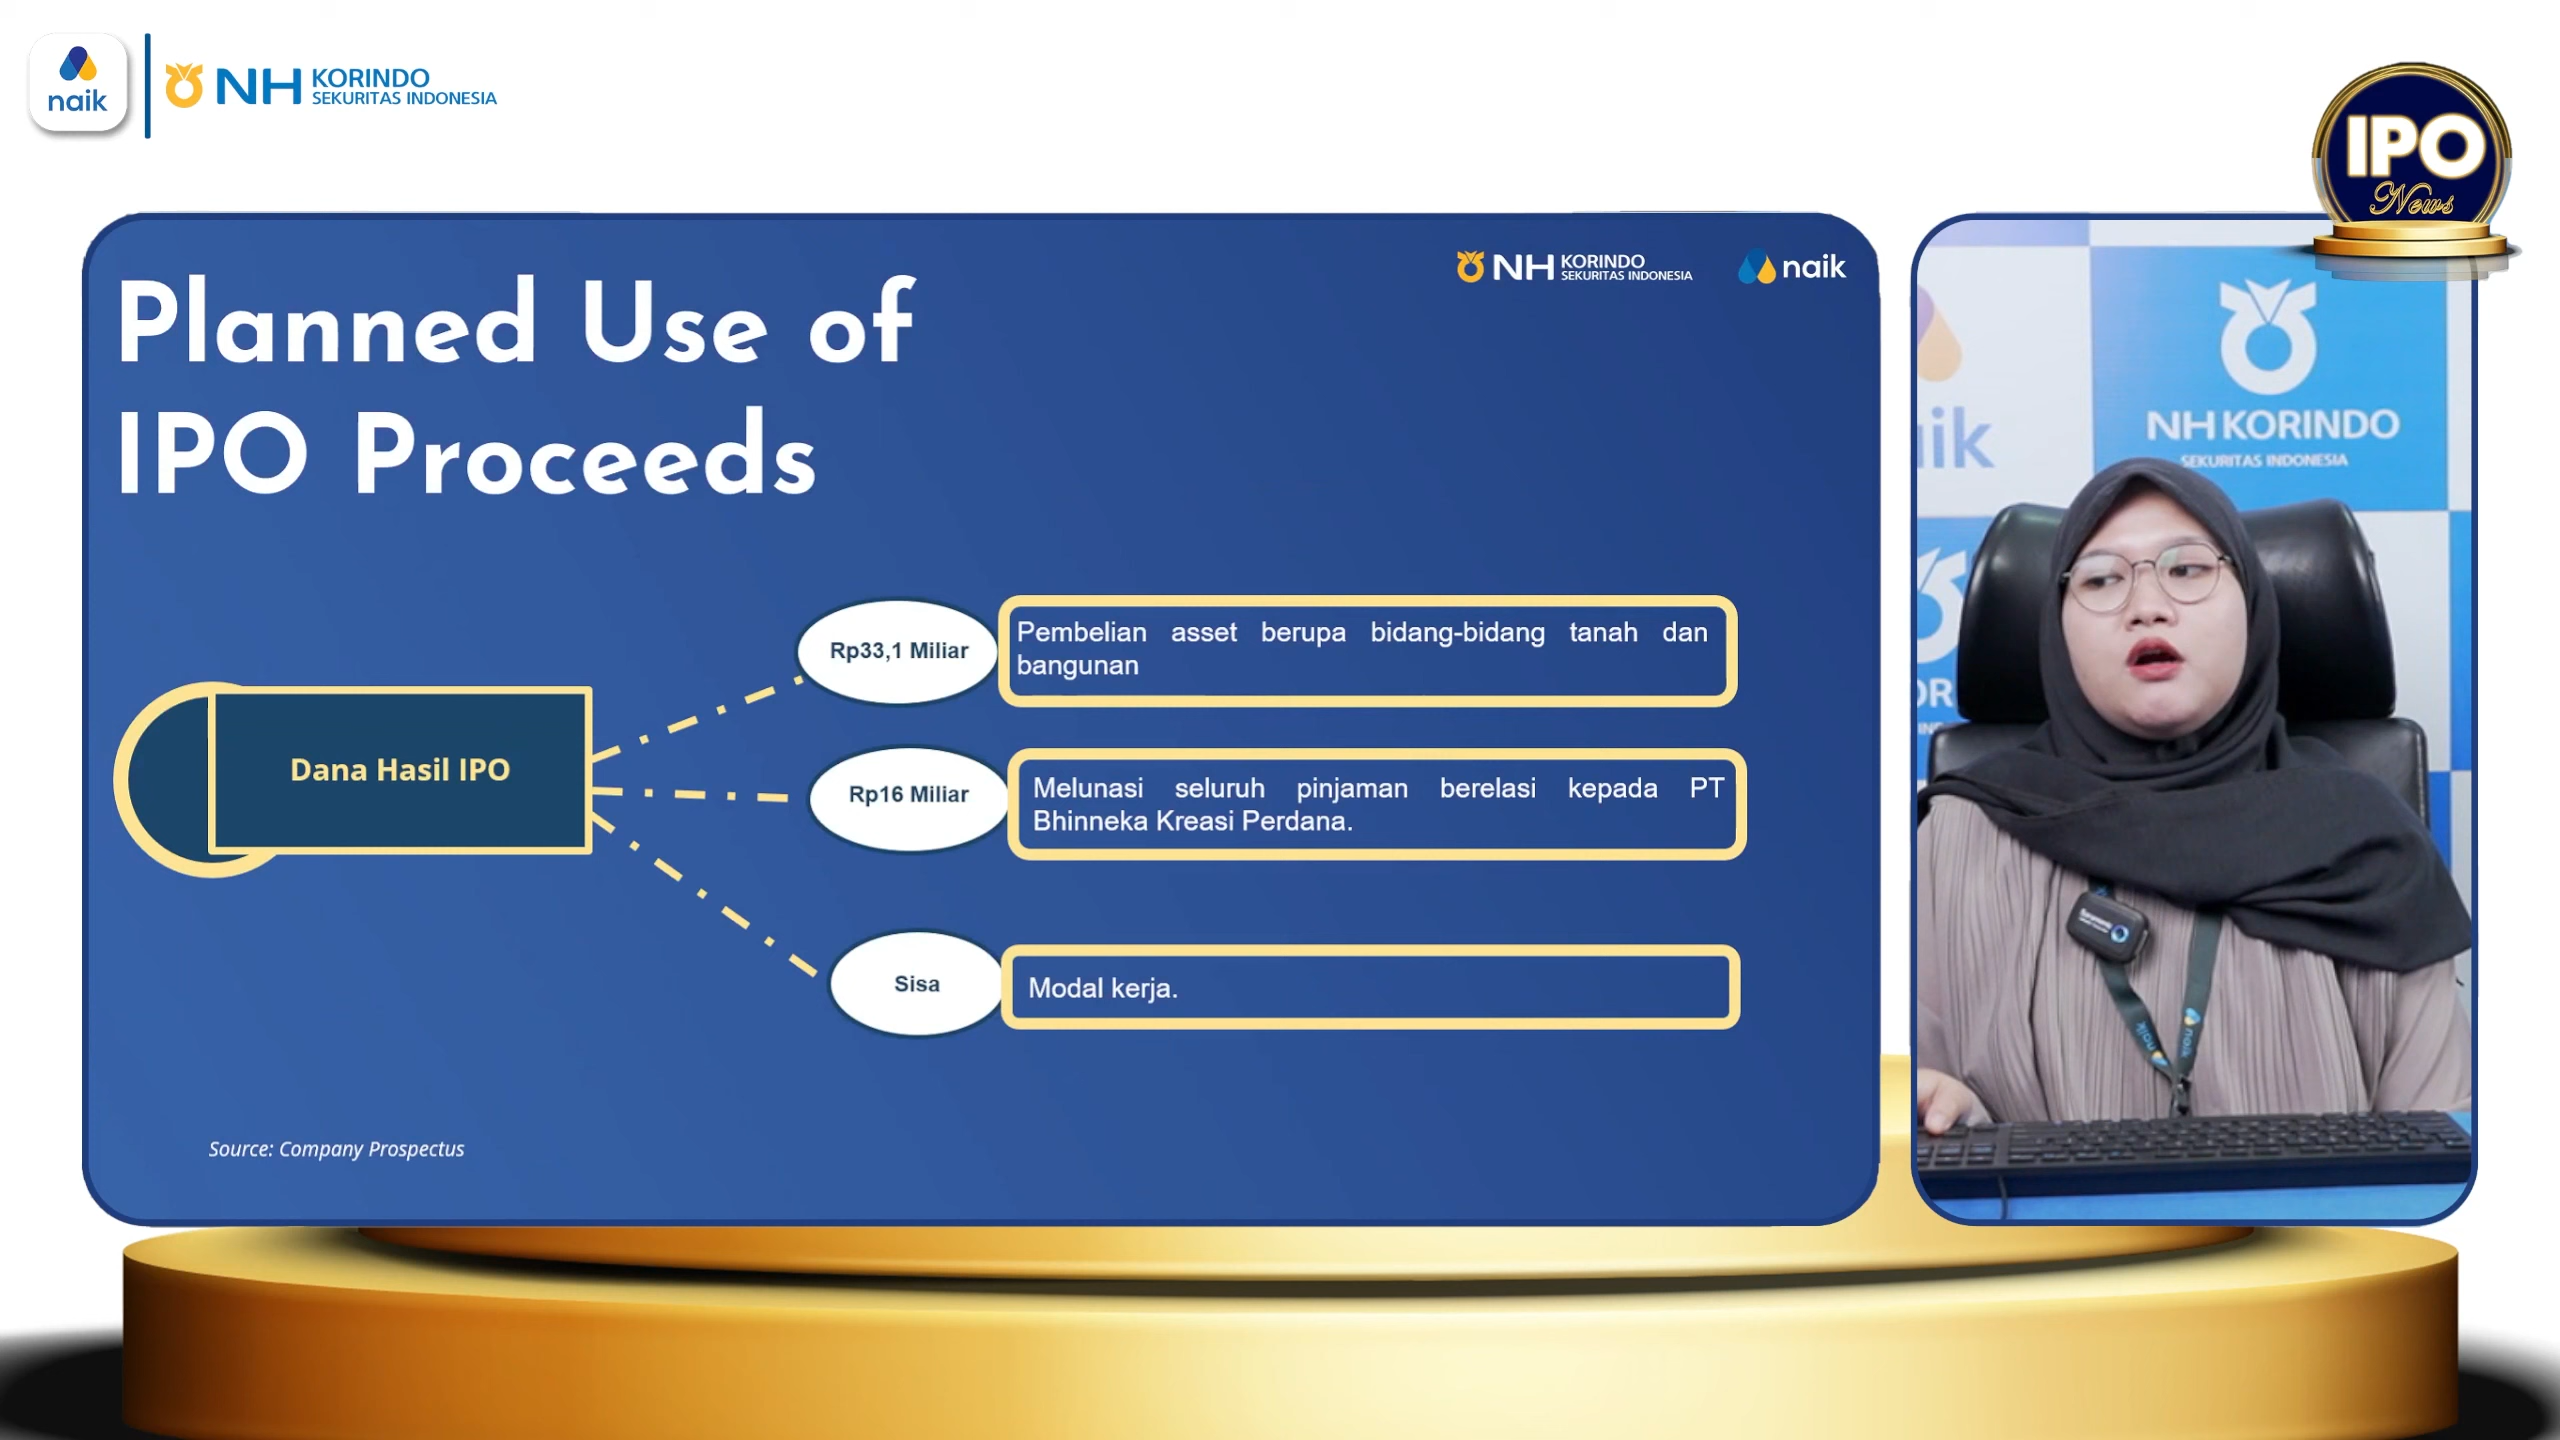 naik
NH KORINDO
SEKURITAS INDONESIA
IPO
News
Planned Use of
IPO Proceeds
NH KORINDO
SEKURITAS INDONESIA
naik
Dana Hasil IPO
Rp33,1 Miliar
Pembelian asset berupa bidang-bidang tanah dan
bangunan
Rp16 Miliar
Melunasi seluruh pinjaman berelasi kepada PT
Bhinneka Kreasi Perdana.
Sisa
Modal kerja.
Source: Company Prospectus
NH KORINDO
SEKURITAS INDONESIA
naik
naik